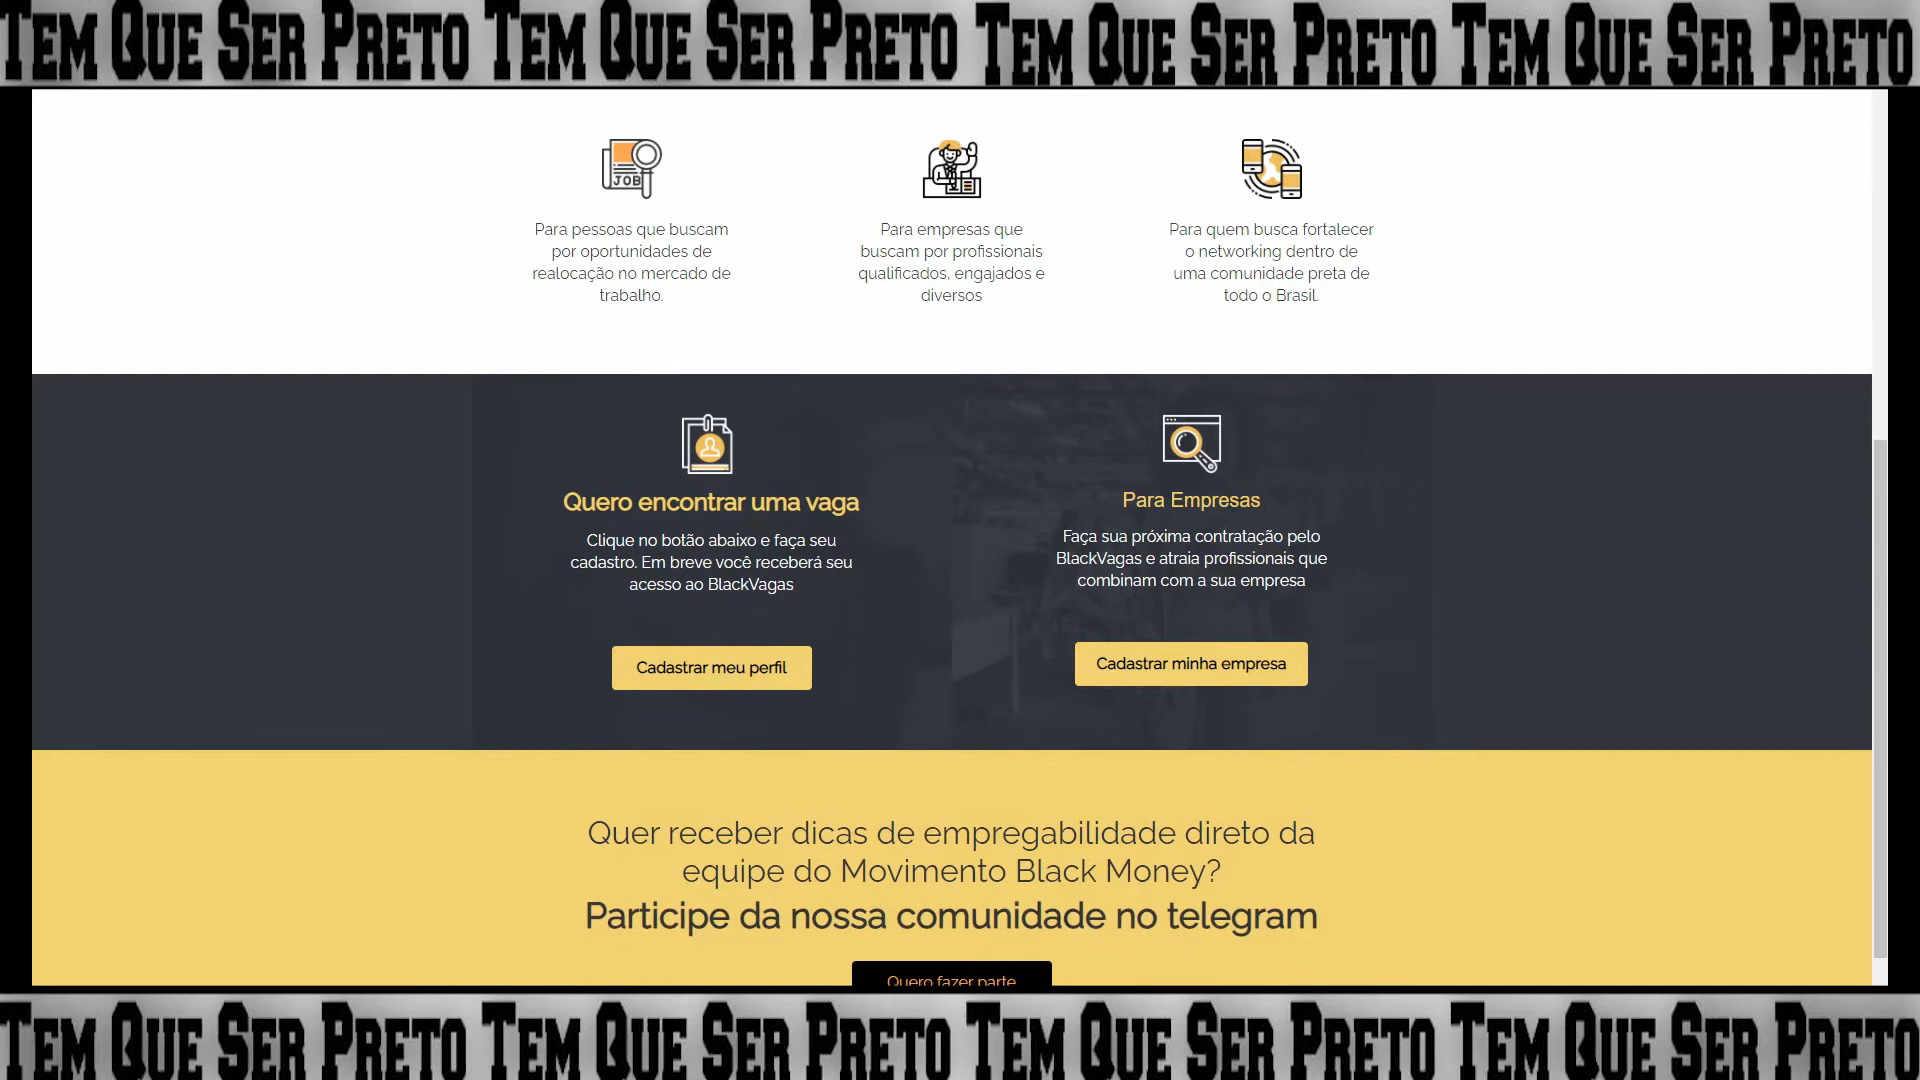 TEM QUE SER PRETO TEM QUE SER PRETO TEM QUE SER PRETO TEM QUE SER PRETO
JOB
Para pessoas que buscam
por oportunidades de
realocação no mercado de
trabalho.
Para empresas que
buscam por profissionais
qualificados, engajados e
diversos
Para quem busca fortalecer
o networking dentro de
uma comunidade preta de
todo o Brasil.
Quero encontrar uma vaga
Clique no botão abaixo e faça seu
cadastro. Em breve você receberá seu
acesso ao BlackVagas
Cadastrar meu perfil
Para Empresas
Faça sua próxima contratação pelo
BlackVagas e atraia profissionais que
combinam com a sua empresa
Cadastrar minha empresa
Quer receber dicas de empregabilidade direto da
equipe do Movimento Black Money?
Participe da nossa comunidade no telegram
Quero fazer parte
TEM QUE SER PRETO TEM QUE SER PRETO TEM QUE SER PRETO TEM QUE SER PRETO